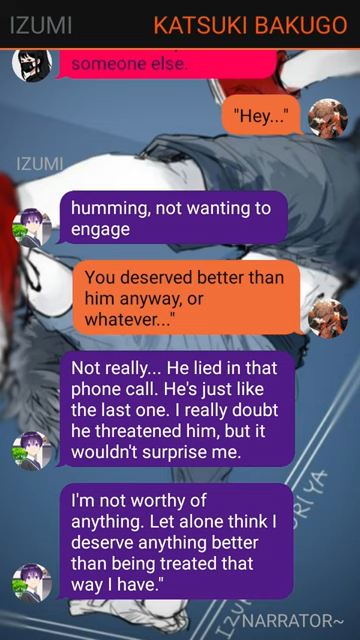 IZUMI
KATSUKI BAKUGO
someone else.
"Hey..."
IZUMI
humming, not wanting to
engage
You deserved better than
him anyway, or
whatever..."
Not really... He lied in that
phone call. He's just like
the last one. I really doubt
he threatened him, but it
wouldn't surprise me.
I'm not worthy of
anything. Let alone think I
deserve anything better
than being treated that
way I have."
NARRATOR~